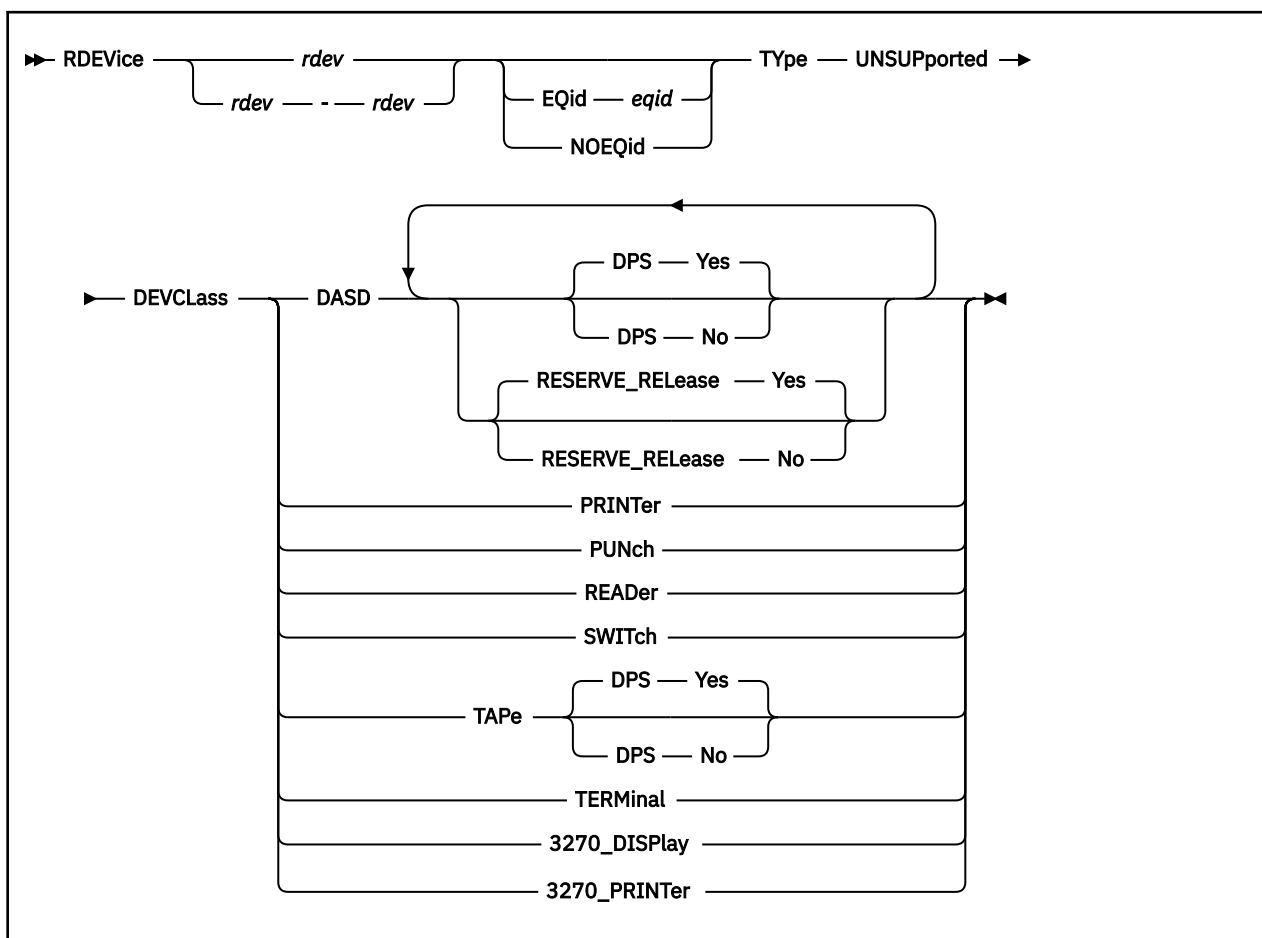 RDEVice rdev TYpe UNSUPported
rdev - rdev EQid eqid
NOEQid
DPS Yes
DEVCLass DASD
DPS No
RESERVE_RELease Yes
RESERVE_RELease No
PRINTer
PUNch
READer
SWITch
DPS Yes
TAPe
DPS No
TERMinal
3270_DISPlay
3270_PRINTer